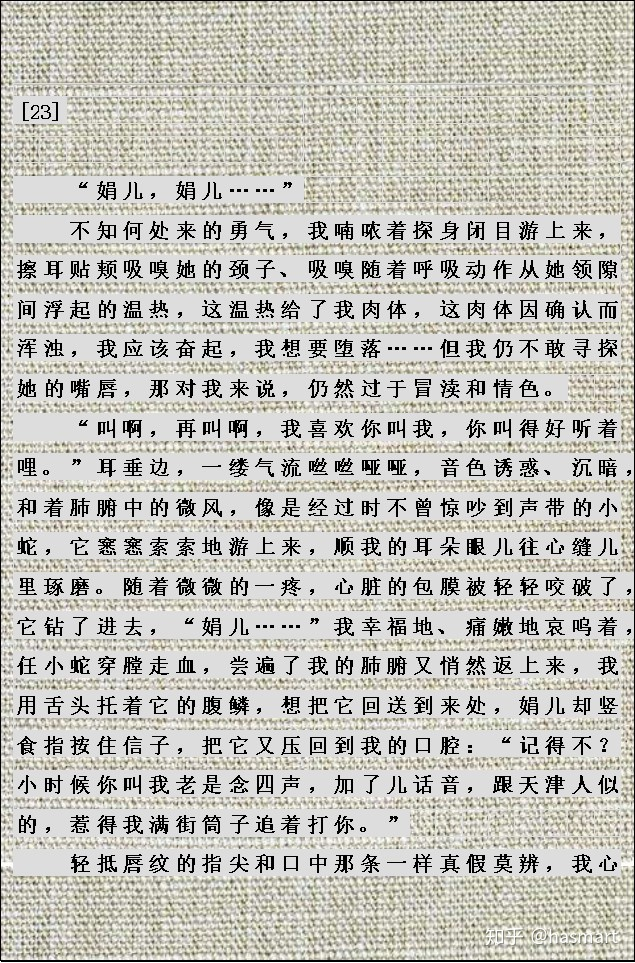 [23]
“娟儿，娟儿……”
不知何处来的勇气，我喃哝着探身闭目游上来，
擦耳贴颊吸嗅她的颈子、吸嗅随着呼吸动作从她领隙
间浮起的温热，这温热给了我肉体，这肉体因确认而
浑浊，我应该奋起，我想要堕落……但我仍不敢寻探
她的嘴唇，那对我来说，仍然过于冒渎和情色。
“叫啊，再叫啊，我喜欢你叫我，你叫得好听着
哩。”耳垂边，一缕气流咝咝哑哑，音色诱惑、沉暗，
和着肺腑中的微风，像是经过时不曾惊吵到声带的小
蛇，它窸窸索索地游上来，顺我的耳朵眼儿往心缝儿
里琢磨。随着微微的一疼，心脏的包膜被轻轻咬破了，
它钻了进去，“娟儿……”我幸福地、痛嫩地哀呜着，
任小蛇穿膛走血，尝遍了我的肺腑又悄然返上来，我
用舌头托着它的腹鳞，想把它回送到来处，娟儿却竖
食指按住信子，把它又压回到我的口腔：“记得不？
小时候你叫我老是念四声，加了儿话音，跟天津人似
的，惹得我满街筒子追着打你。”
轻抵唇纹的指尖和口中那条一样真假莫辨，我心
知乎 @hasmart